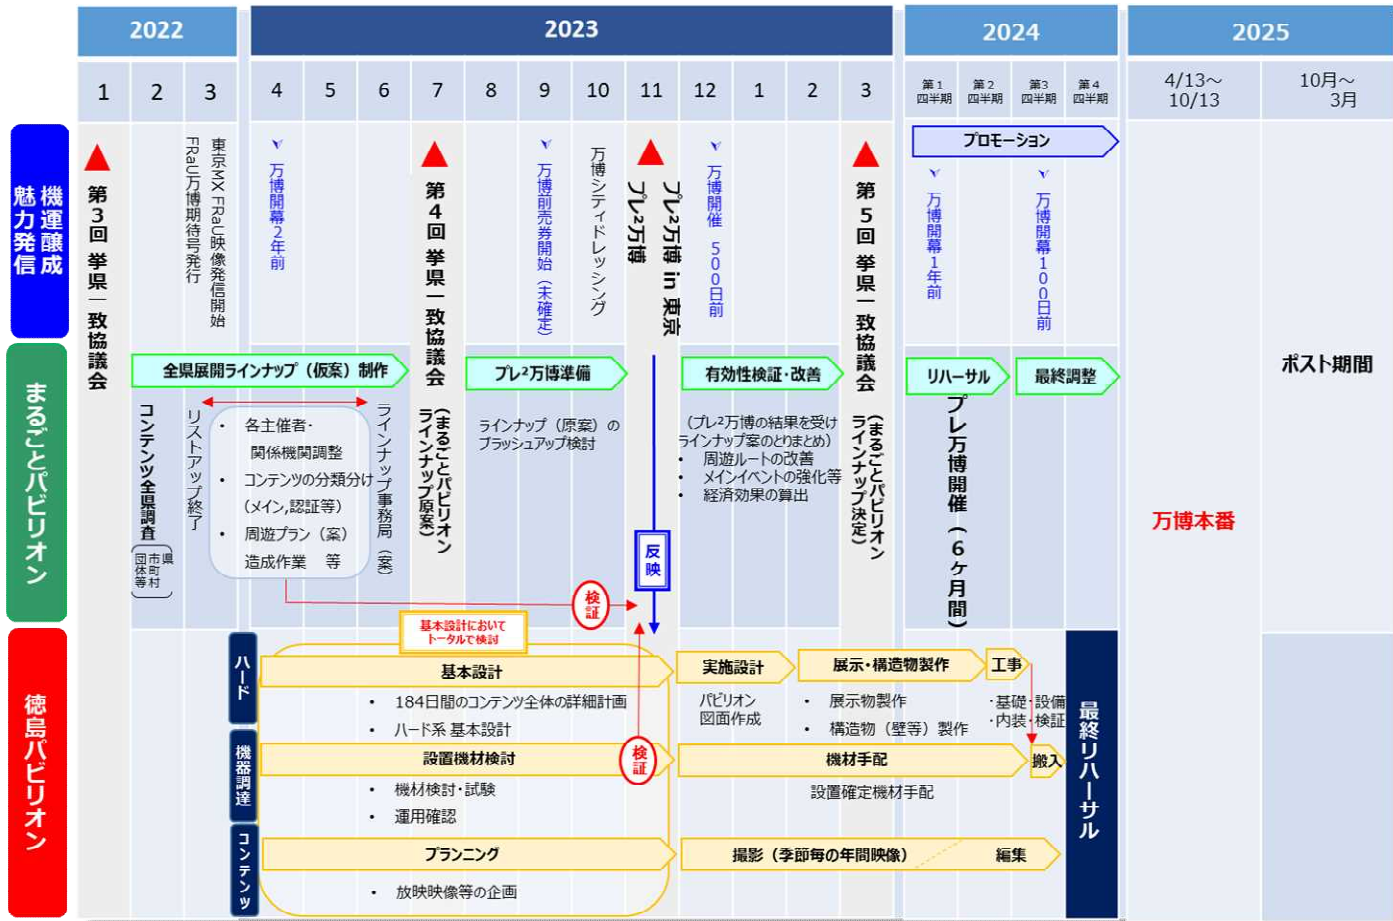 2022
2023
2024
2025
1
2
3
4
5
6
7
8
9
10
11
12
1
2
3
第1
四半期
第2
四半期
第3
四半期
第4
四半期
4/13～
10/13
10月～
3月
機運醸成
魅力発信
第3回 挙県一致協議会
東京MX FRaU映像発信開始
FRaU万博期待号発行
万博開幕2年前
第4回 挙県一致協議会
(まるごとパビリオン
ラインナップ原案)
万博前売券開始（未確定）
万博シティドレッシング
プレ²万博
プレ²万博 in 東京
万博開催 500日前
第5回 挙県一致協議会
(まるごとパビリオン
ラインナップ決定)
プロモーション
万博開幕1年前
万博開幕100日前
まるごとパビリオン
全県展開ラインナップ（仮案）制作
プレ²万博準備
有効性検証・改善
リハーサル
最終調整
ポスト期間
コンテンツ全県調査
県
市町村
団体等
リストアップ終了
・ 各主催者・
関係機関調整
・ コンテンツの分類分け
(メイン,認証等)
・ 周遊プラン（案）
造成作業 等
ラインナップ事務局（案）
ラインナップ（原案）の
ブラッシュアップ検討
(プレ²万博の結果を受け
ラインナップ案のとりまとめ)
・ 周遊ルートの改善
・ メインイベントの強化等
・ 経済効果の算出
プレ万博開催（6ヶ月間）
万博本番
反映
検証
徳島パビリオン
基本設計において
トータルで検討
ハード
基本設計
実施設計
展示・構造物製作
工事
・ 184日間のコンテンツ全体の詳細計画
・ ハード系 基本設計
パビリオン
図面作成
・ 展示物製作
・ 構造物（壁等）製作
・基礎・設備
・内装・検証
機器調達
設置機材検討
検証
機材手配
搬入
・ 機材検討・試験
・ 運用確認
設置確定機材手配
コンテンツ
プランニング
撮影（季節毎の年間映像）
編集
・ 放映映像等の企画
最終リハーサル